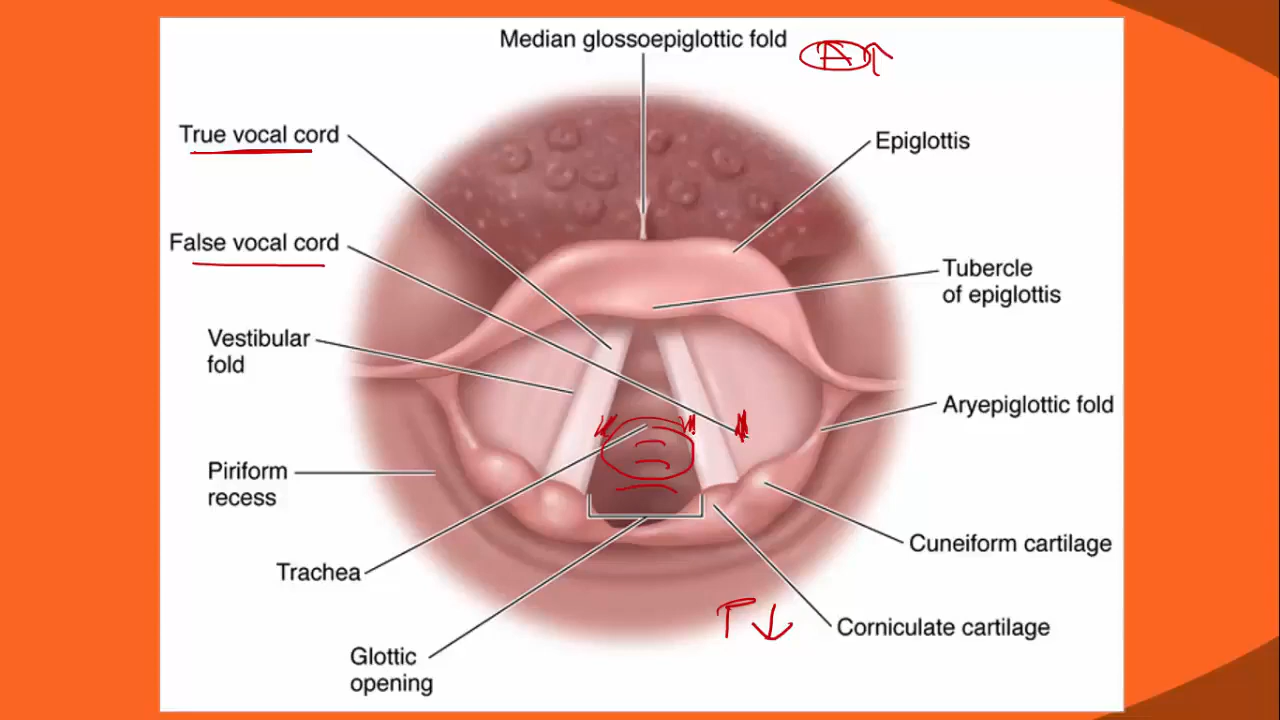 Median glossoepiglottic fold
A↑
True vocal cord
Epiglottis
False vocal cord
Tubercle
of epiglottis
Vestibular
fold
Aryepiglottic fold
Piriform
recess
Cuneiform cartilage
Trachea
Corniculate cartilage
Glottic
opening